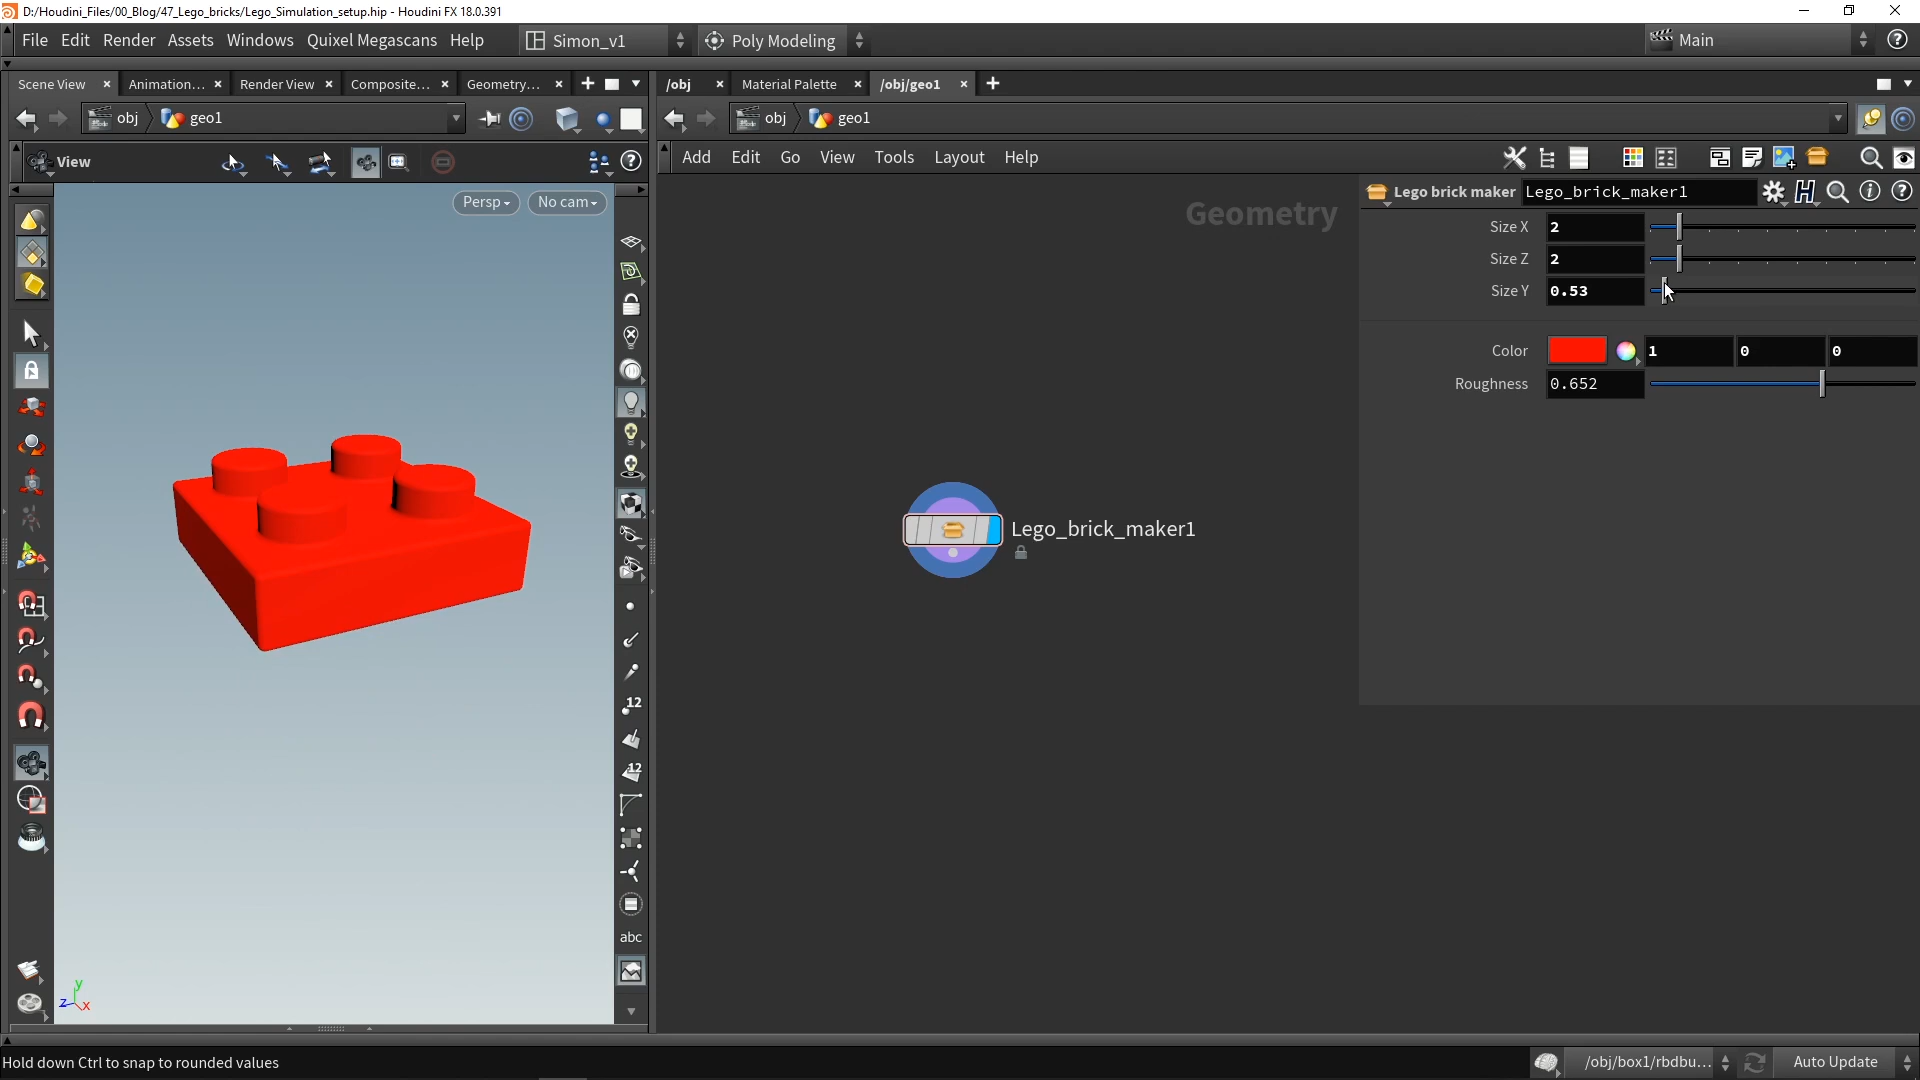 D:/Houdini_Files/00_Blog/47_Lego_bricks/Lego_Simulation_setup.hip - Houdini FX 18.0.391
File Edit Render Assets Windows Quixel Megascans Help Simon_v1 Poly Modeling Main
Scene View Animation... Render View Composite... Geometry... /obj Material Palette /obj/geo1
obj geo1 obj geo1
View Add Edit Go View Tools Layout Help
Persp No cam Geometry
Lego brick maker Lego_brick_maker1
Size X 2
Size Z 2
Size Y 0.53
Color 1 0 0
Roughness 0.652
Lego_brick_maker1
12
12
abc
y
z x
Hold down Ctrl to snap to rounded values /obj/box1/rbdbu... Auto Update